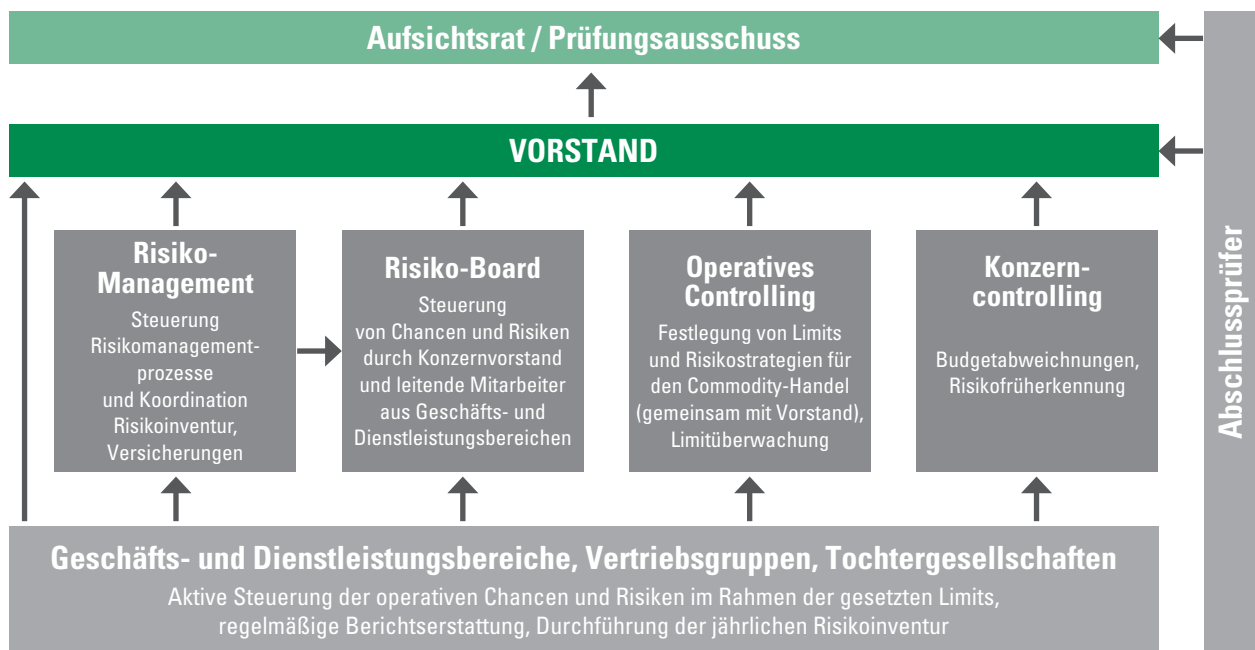 Aufsichtsrat / Prüfungsausschuss
VORSTAND
Risiko-
Management
Steuerung
Risikomanagement-
prozesse
und Koordination
Risikoinventur,
Versicherungen
Risiko-Board
Steuerung
von Chancen und Risiken
durch Konzernvorstand
und leitende Mitarbeiter
aus Geschäfts- und
Dienstleistungsbereichen
Operatives
Controlling
Festlegung von Limits
und Risikostrategien für
den Commodity-Handel
(gemeinsam mit Vorstand),
Limitüberwachung
Konzern-
controlling
Budgetabweichnungen,
Risikofrüherkennung
Geschäfts- und Dienstleistungsbereiche, Vertriebsgruppen, Tochtergesellschaften
Aktive Steuerung der operativen Chancen und Risiken im Rahmen der gesetzten Limits,
regelmäßige Berichtserstattung, Durchführung der jährlichen Risikoinventur
Abschlussprüfer